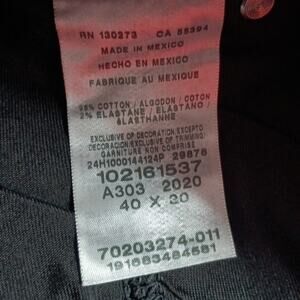 RN 130273 CA 55394
MADE IN MEXICO
HECHO EN MEXICO
FABRIQUE AU MEXIQUE
98% COTTON / ALGODON / COTON
2% ELASTANE / ELASTANO /
ELASTHANNE
EXCLUSIVE OF DECORATION/EXCEPTO
DECORACION/EXCLUSIVE OF TRIMMING/
GARNITURE NON COMPRISE
24H1000144124P 29878
102161537
A303 2020
40 X 30
70203274-011
191683484581